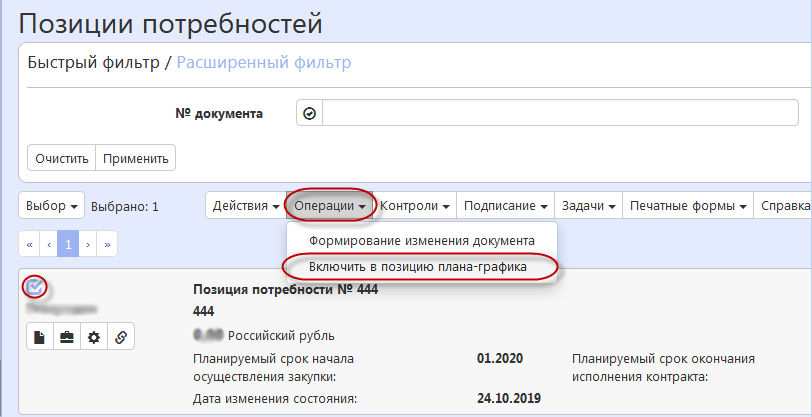 Позиции потребностей
Быстрый фильтр / Расширенный фильтр
№ документа
Очистить Применить
Выбор Выбрано: 1 Действия Операции Контроли Подписание Задачи Печатные формы Справка
« ‹ 1 › »
Формирование изменения документа
Включить в позицию плана-графика
Позиция потребности № 444
444
Российский рубль
Планируемый срок начала осуществления закупки: 01.2020 Планируемый срок окончания исполнения контракта:
Дата изменения состояния: 24.10.2019